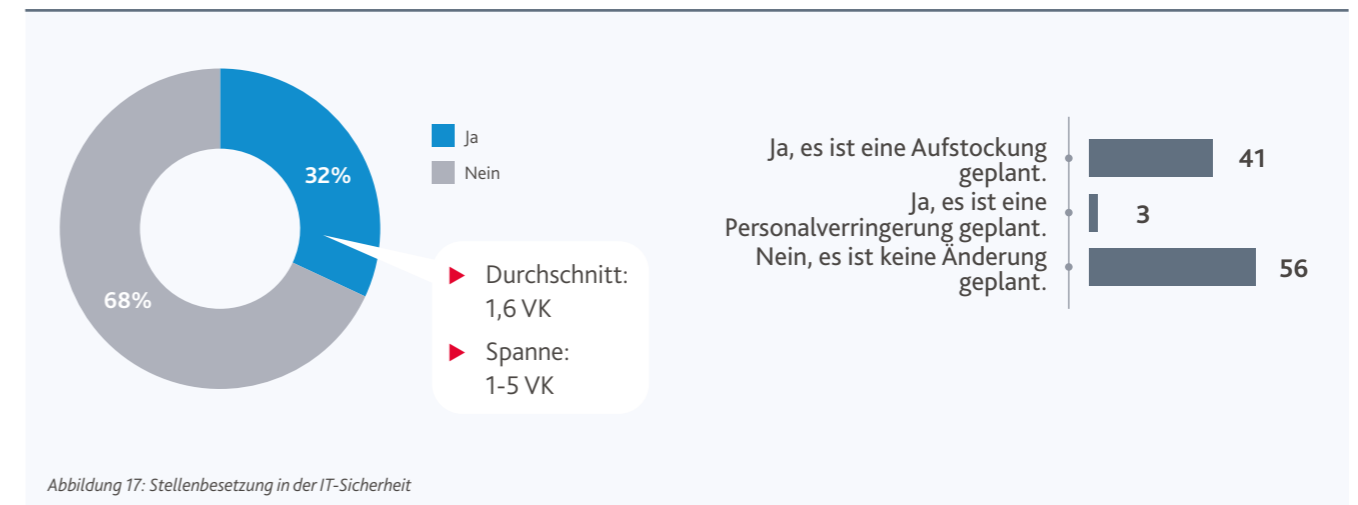 Ja
Nein
32%
68%
Durchschnitt:
1,6 VK
Spanne:
1-5 VK
Ja, es ist eine Aufstockung
geplant.
41
Ja, es ist eine
Personalverringerung geplant.
3
Nein, es ist keine Änderung
geplant.
56
Abbildung 17: Stellenbesetzung in der IT-Sicherheit